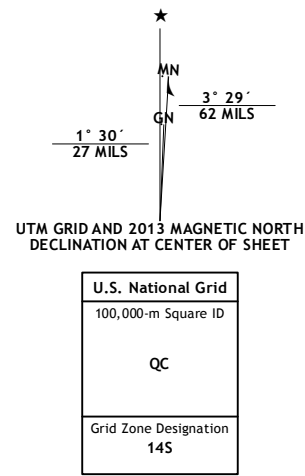 ★
MN
3° 29´
62 MILS
GN
1° 30´
27 MILS
UTM GRID AND 2013 MAGNETIC NORTH
DECLINATION AT CENTER OF SHEET
U.S. National Grid
100,000-m Square ID
QC
Grid Zone Designation
14S